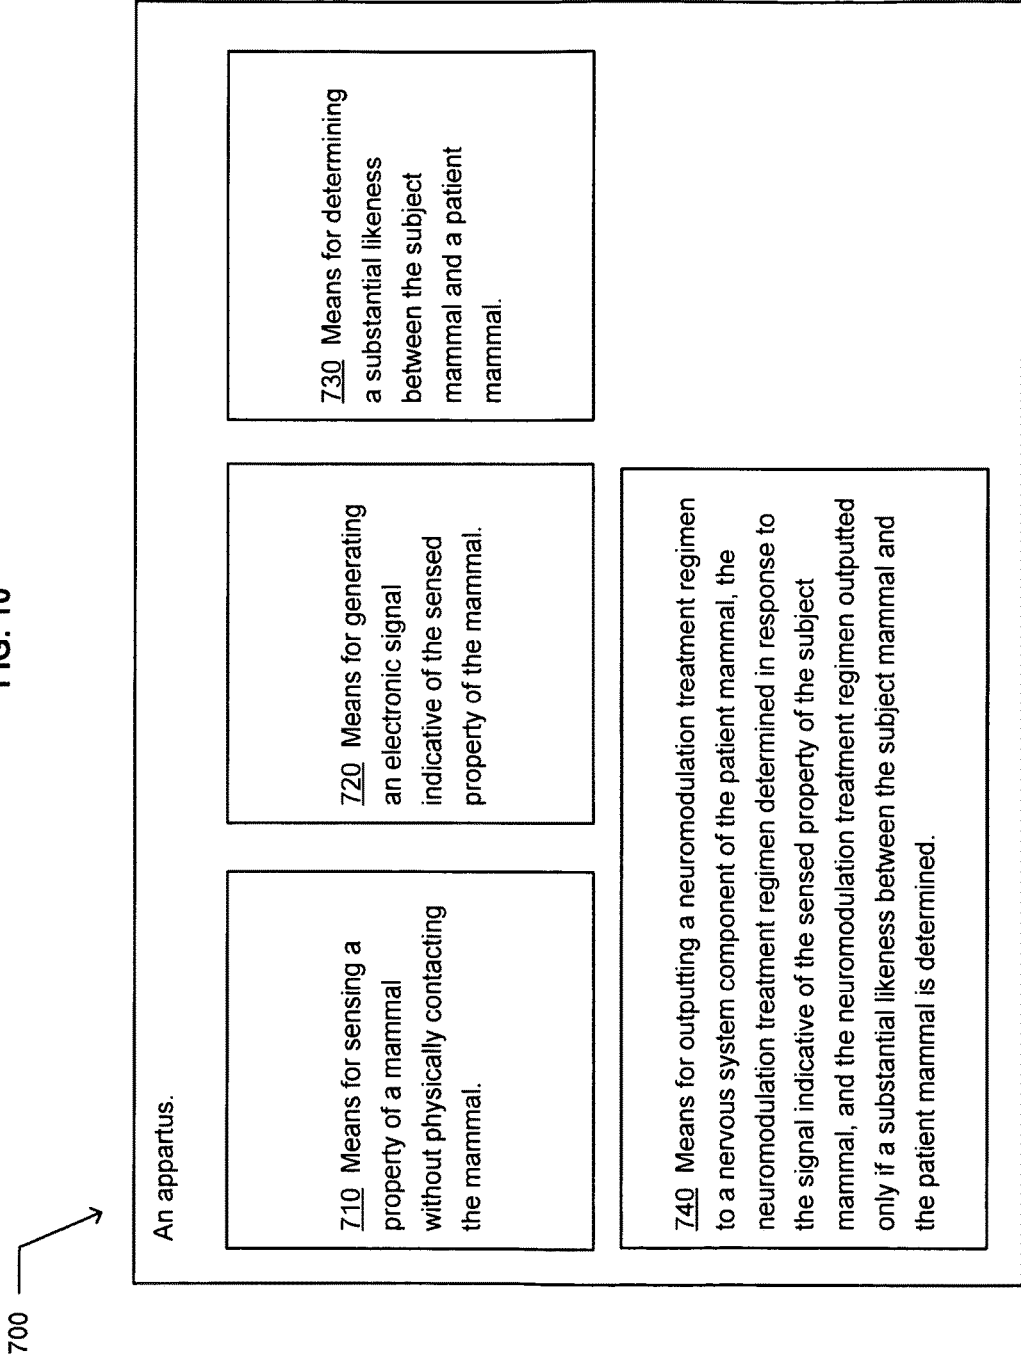 FIG. 10
700
An appartus.
710 Means for sensing a
property of a mammal
without physically contacting
the mammal.
720 Means for generating
an electronic signal
indicative of the sensed
property of the mammal.
730 Means for determining
a substantial likeness
between the subject
mammal and a patient
mammal.
740 Means for outputting a neuromodulation treatment regimen
to a nervous system component of the patient mammal, the
neuromodulation treatment regimen determined in response to
the signal indicative of the sensed property of the subject
mammal, and the neuromodulation treatment regimen outputted
only if a substantial likeness between the subject mammal and
the patient mammal is determined.